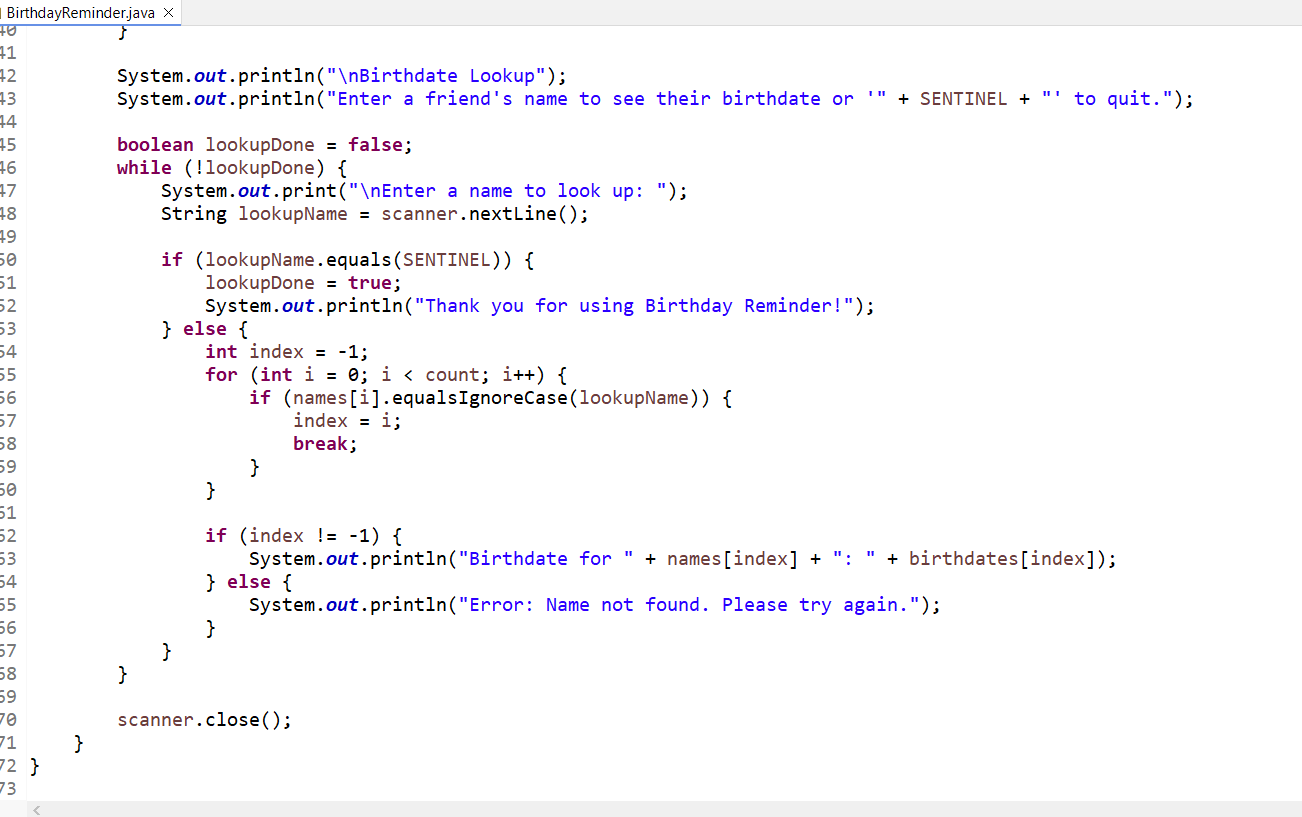 BirthdayReminder.java ×
40         }
41
42         System.out.println("\nBirthdate Lookup");
43         System.out.println("Enter a friend's name to see their birthdate or '" + SENTINEL + "' to quit.");
44
45         boolean lookupDone = false;
46         while (!lookupDone) {
47             System.out.print("\nEnter a name to look up: ");
48             String lookupName = scanner.nextLine();
49
50             if (lookupName.equals(SENTINEL)) {
51                 lookupDone = true;
52                 System.out.println("Thank you for using Birthday Reminder!");
53             } else {
54                 int index = -1;
55                 for (int i = 0; i < count; i++) {
56                     if (names[i].equalsIgnoreCase(lookupName)) {
57                         index = i;
58                         break;
59                     }
60                 }
61
62                 if (index != -1) {
63                     System.out.println("Birthdate for " + names[index] + ": " + birthdates[index]);
64                 } else {
65                     System.out.println("Error: Name not found. Please try again.");
66                 }
67             }
68         }
69
70         scanner.close();
71     }
72 }
73